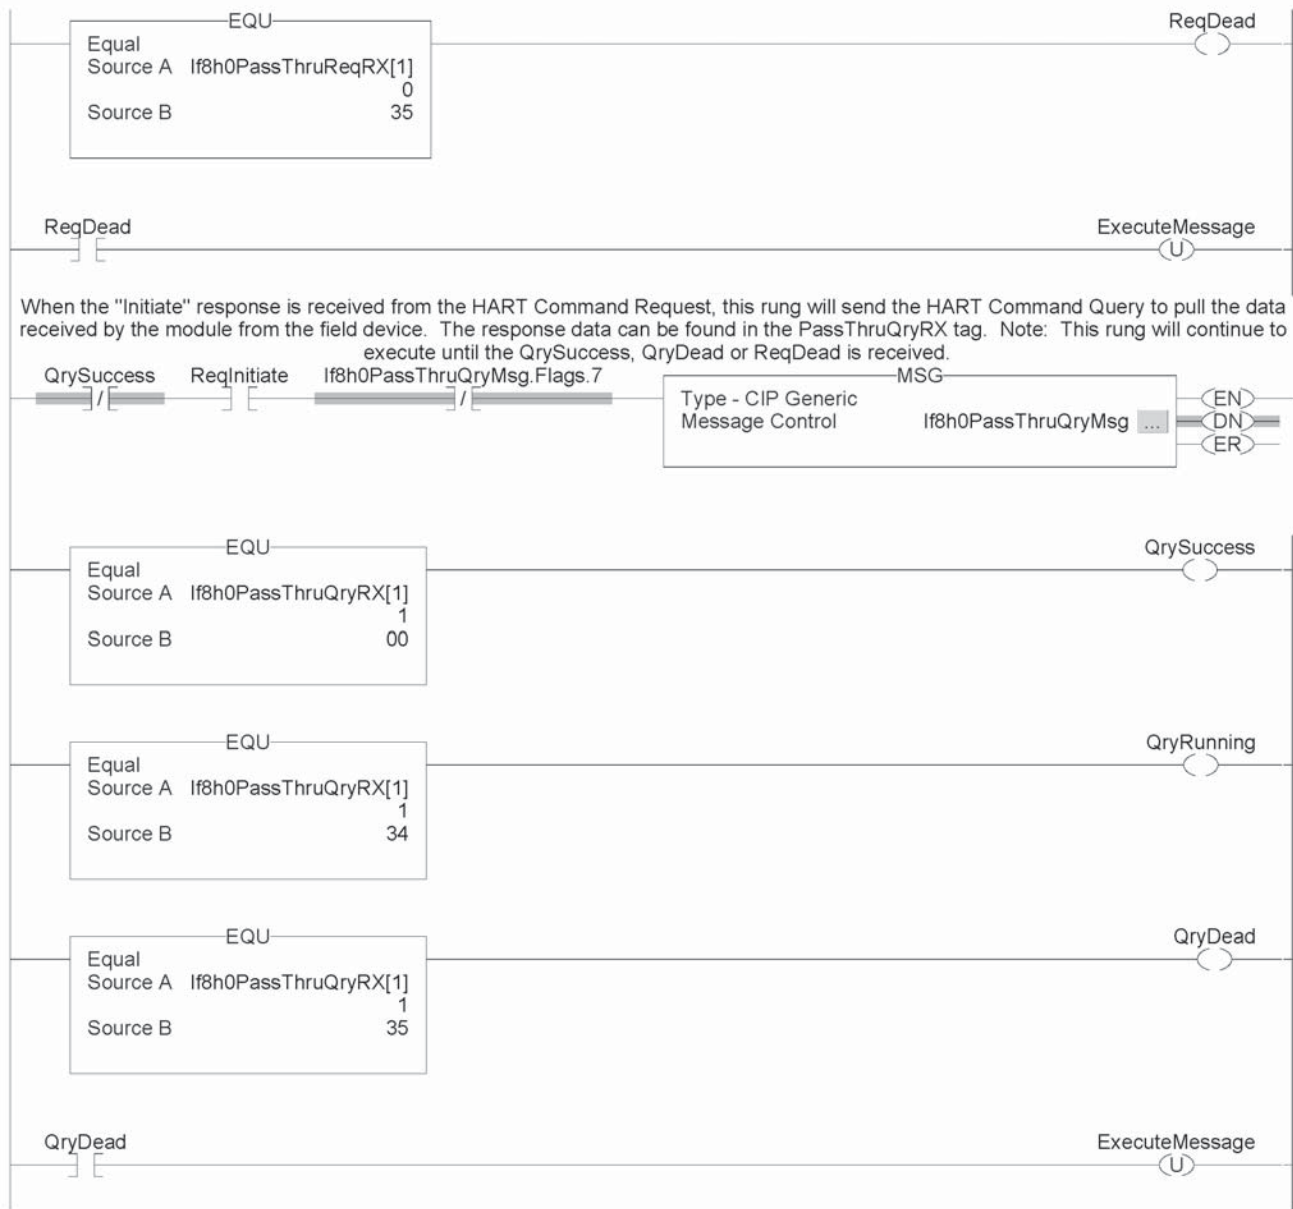 EQU
ReqDead
Equal
Source A If8h0PassThruReqRX[1]
0
Source B 35
ReqDead
ExecuteMessage
U
When the "Initiate" response is received from the HART Command Request, this rung will send the HART Command Query to pull the data
received by the module from the field device. The response data can be found in the PassThruQryRX tag. Note: This rung will continue to
execute until the QrySuccess, QryDead or ReqDead is received.
QrySuccess ReqInitiate If8h0PassThruQryMsg.Flags.7
MSG
Type - CIP Generic
Message Control If8h0PassThruQryMsg ...
EN
DN
ER
EQU
QrySuccess
Equal
Source A If8h0PassThruQryRX[1]
1
Source B 00
EQU
QryRunning
Equal
Source A If8h0PassThruQryRX[1]
1
Source B 34
EQU
QryDead
Equal
Source A If8h0PassThruQryRX[1]
1
Source B 35
QryDead
ExecuteMessage
U